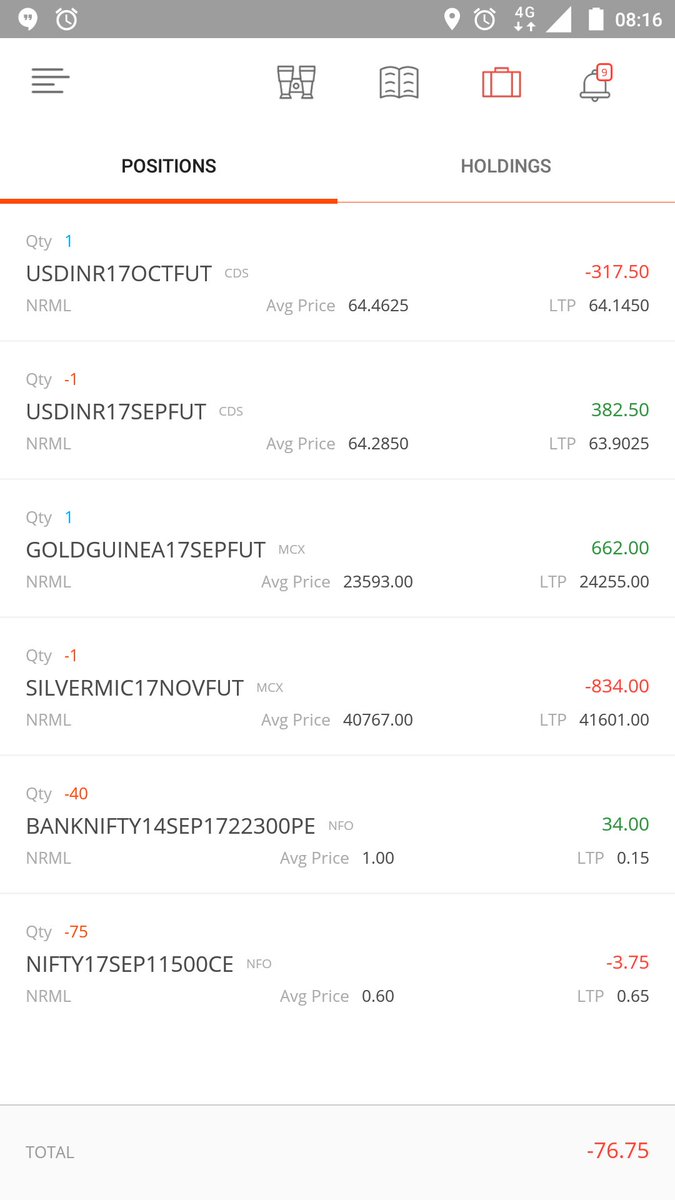 4G 08:16
9
POSITIONS HOLDINGS
Qty 1
USDINR17OCTFUT CDS -317.50
NRML Avg Price 64.4625 LTP 64.1450
Qty -1
USDINR17SEPFUT CDS 382.50
NRML Avg Price 64.2850 LTP 63.9025
Qty 1
GOLDGUINEA17SEPFUT MCX 662.00
NRML Avg Price 23593.00 LTP 24255.00
Qty -1
SILVERMIC17NOVFUT MCX -834.00
NRML Avg Price 40767.00 LTP 41601.00
Qty -40
BANKNIFTY14SEP1722300PE NFO 34.00
NRML Avg Price 1.00 LTP 0.15
Qty -75
NIFTY17SEP11500CE NFO -3.75
NRML Avg Price 0.60 LTP 0.65
TOTAL -76.75